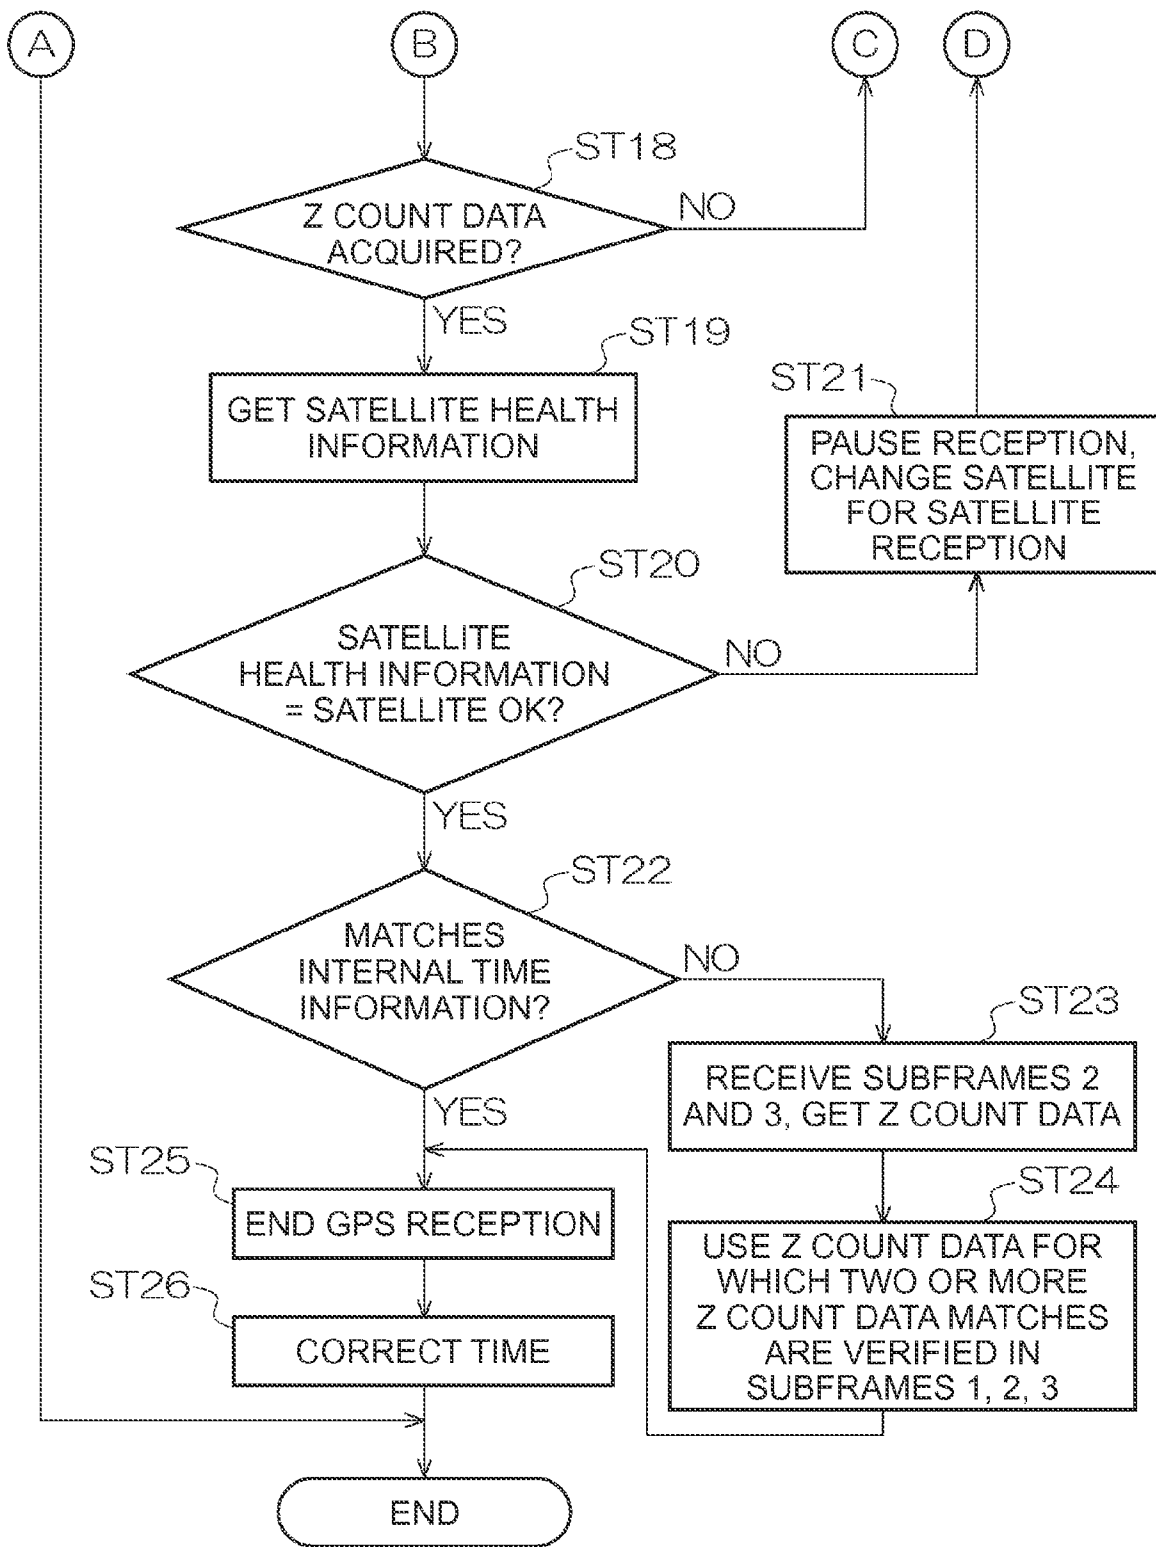 A
B
C
D
ST18
Z COUNT DATA
ACQUIRED?
NO
YES
ST19
GET SATELLITE HEALTH
INFORMATION
ST21
PAUSE RECEPTION,
CHANGE SATELLITE
FOR SATELLITE
RECEPTION
ST20
SATELLITE
HEALTH INFORMATION
= SATELLITE OK?
NO
YES
ST22
MATCHES
INTERNAL TIME
INFORMATION?
NO
YES
ST23
RECEIVE SUBFRAMES 2
AND 3, GET Z COUNT DATA
ST24
USE Z COUNT DATA FOR
WHICH TWO OR MORE
Z COUNT DATA MATCHES
ARE VERIFIED IN
SUBFRAMES 1, 2, 3
ST25
END GPS RECEPTION
ST26
CORRECT TIME
END